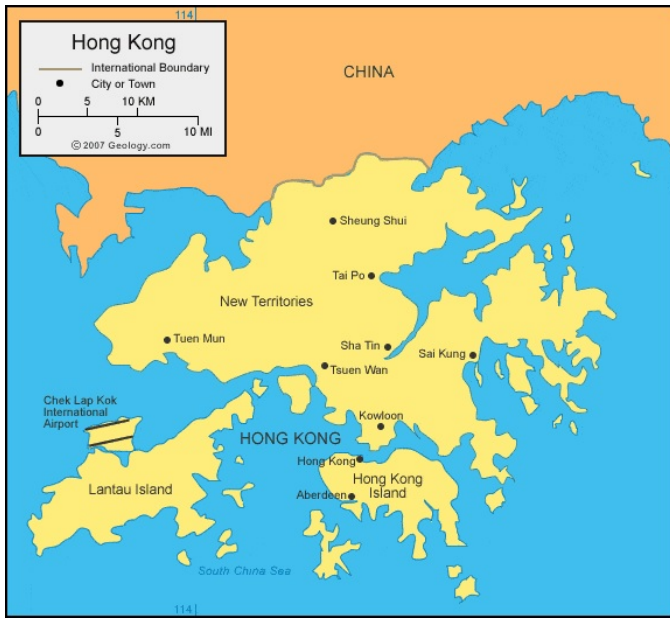 114
Hong Kong
International Boundary
City or Town
0 5 10 KM
0 5 10 MI
© 2007 Geology.com
CHINA
Sheung Shui
Tai Po
New Territories
Tuen Mun
Sha Tin
Sai Kung
Tsuen Wan
Chek Lap Kok
International
Airport
Kowloon
HONG KONG
Hong Kong
Hong Kong
Island
Lantau Island
Aberdeen
South China Sea
114